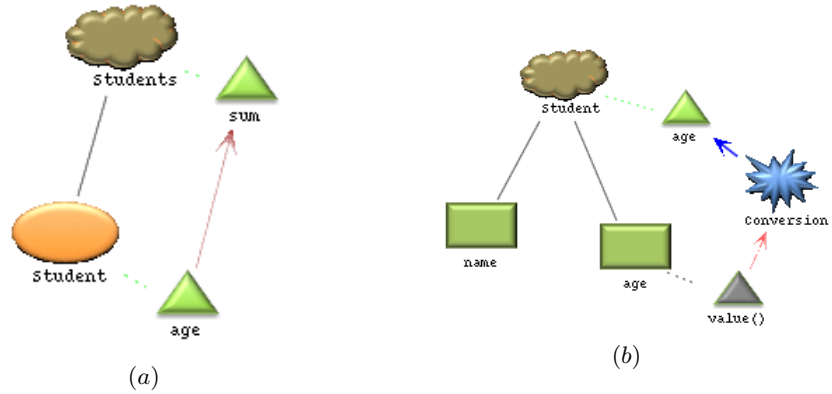 students
sum
student
age
(a)
student
age
Conversion
name
age
value()
(b)